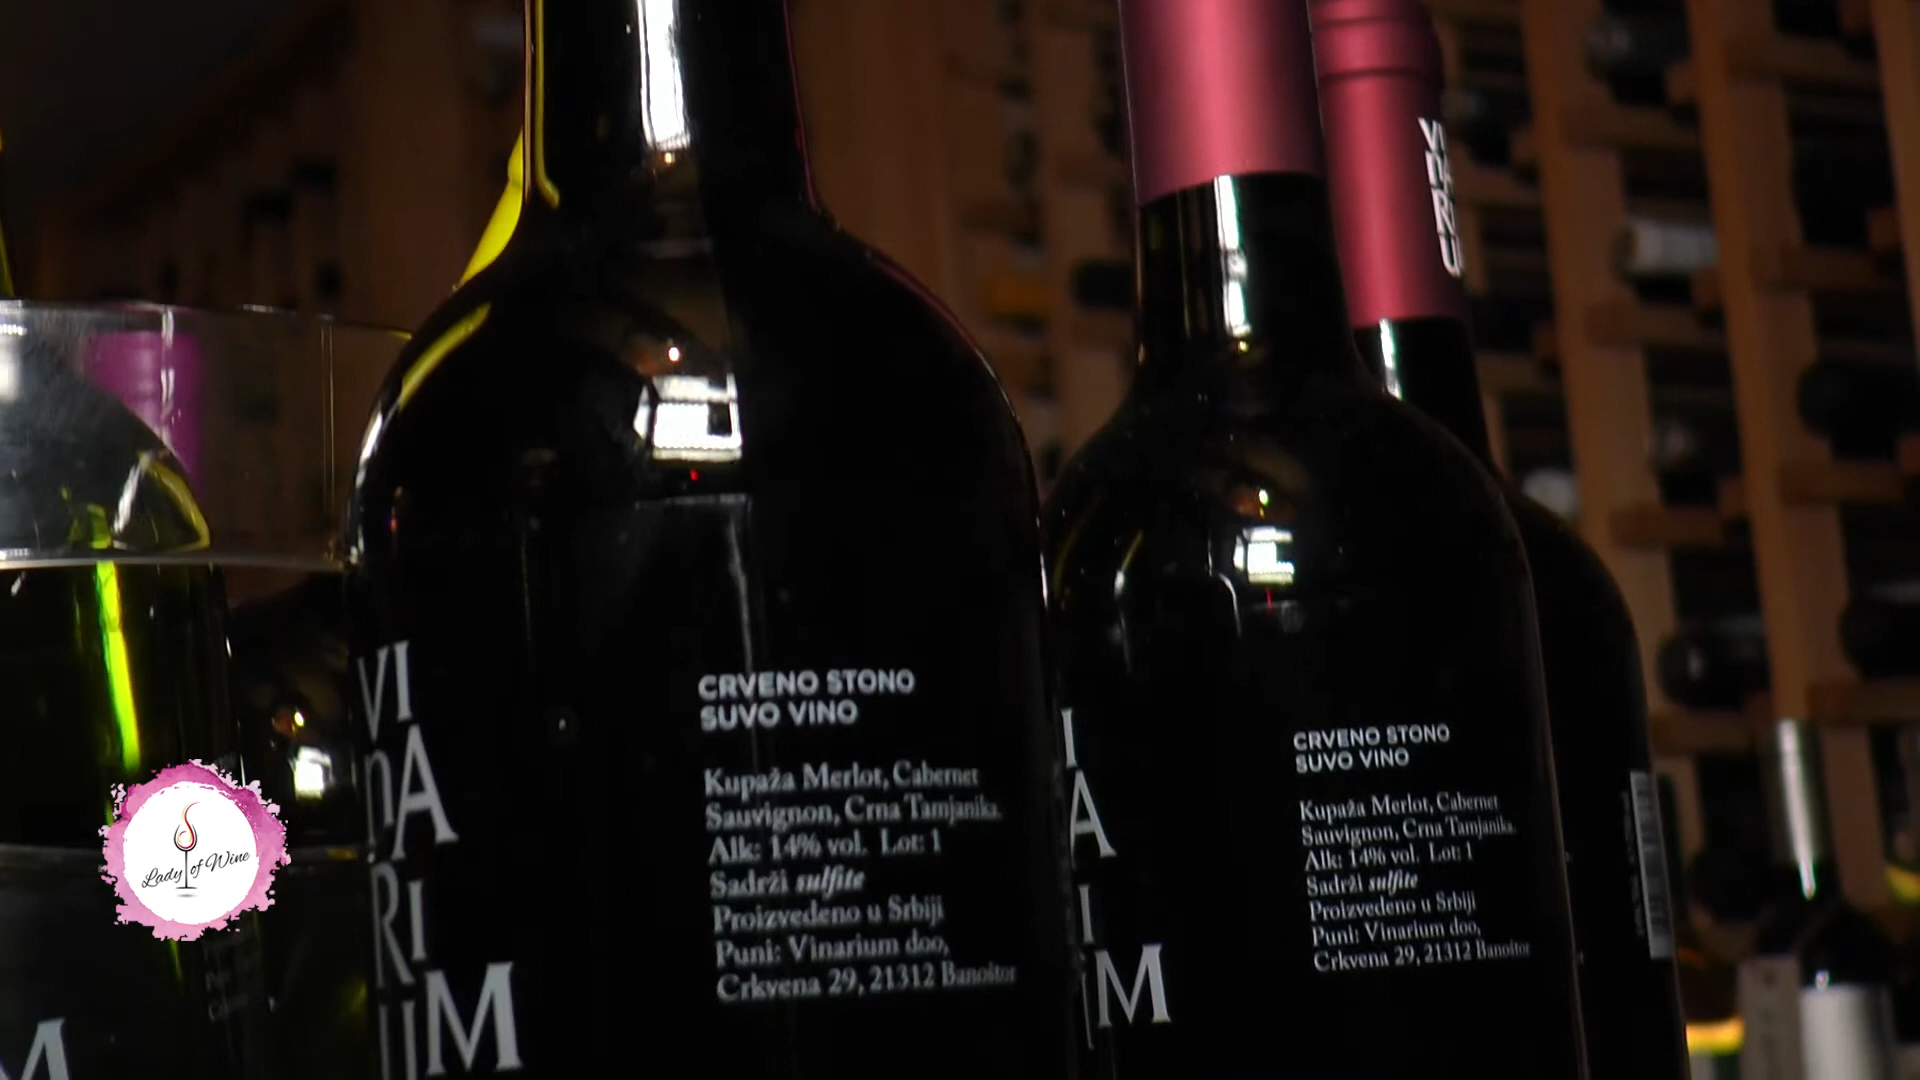 VI
NA
RU
VI
NA
RI
UM
CRVENO STONO
SUVO VINO
Kupaža Merlot, Cabernet
Sauvignon, Crna Tamjanika.
Alk: 14% vol. Lot: 1
Sadrži sulfite
Proizvedeno u Srbiji
Puni: Vinarium doo,
Crkvena 29, 21312 Banoštor
I
A
I
M
CRVENO STONO
SUVO VINO
Kupaža Merlot, Cabernet
Sauvignon, Crna Tamjanika.
Alk: 14% vol. Lot: 1
Sadrži sulfite
Proizvedeno u Srbiji
Puni: Vinarium doo,
Crkvena 29, 21312 Banoštor
Lady of Wine
M